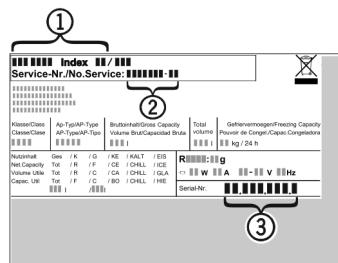 1
Index /
Service-Nr./No.Service: -
2
Klasse/Class Ap-Typ/AP-Type Bruttoinhalt/Gross Capacity Total Gefriervermoegen/Freezing Capacity
Classe/Clase AP-Type/AP-Tipo Volume Brut/Capacidad Bruta volume Pouvoir de Congel./Capac.Congeladora
l l kg / 24 h
Nutzinhalt Ges / K / G / KE / KALT / EIS
Net Capacity Tot / R / F / CE / CHILL / ICE
Volume Utile Tot / R / C / CA / CHILL / GLA
Capac. Util Tot / F / C / BO / CHILL / HIE
l / l
R : g
W A - V Hz
Serial-Nr. , , ,
3